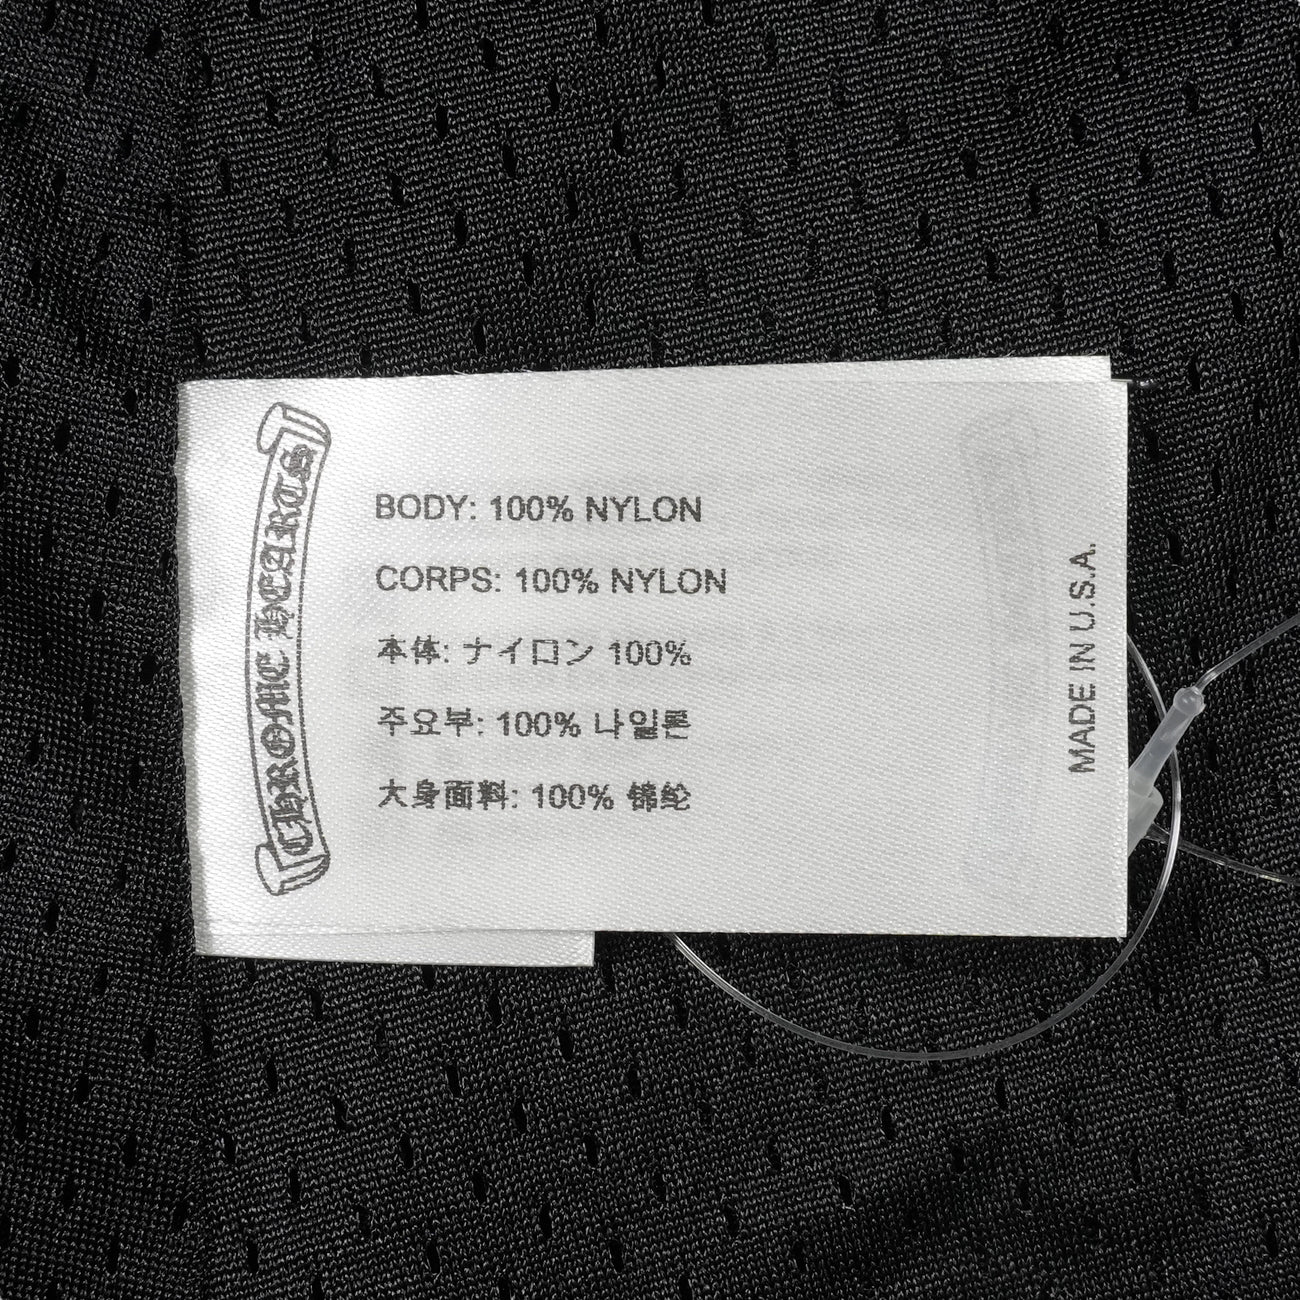 CHROME HEARTS
BODY: 100% NYLON
CORPS: 100% NYLON
本体: ナイロン 100%
주요부: 100% 나일론
大身面料: 100% 锦纶
MADE IN U.S.A.